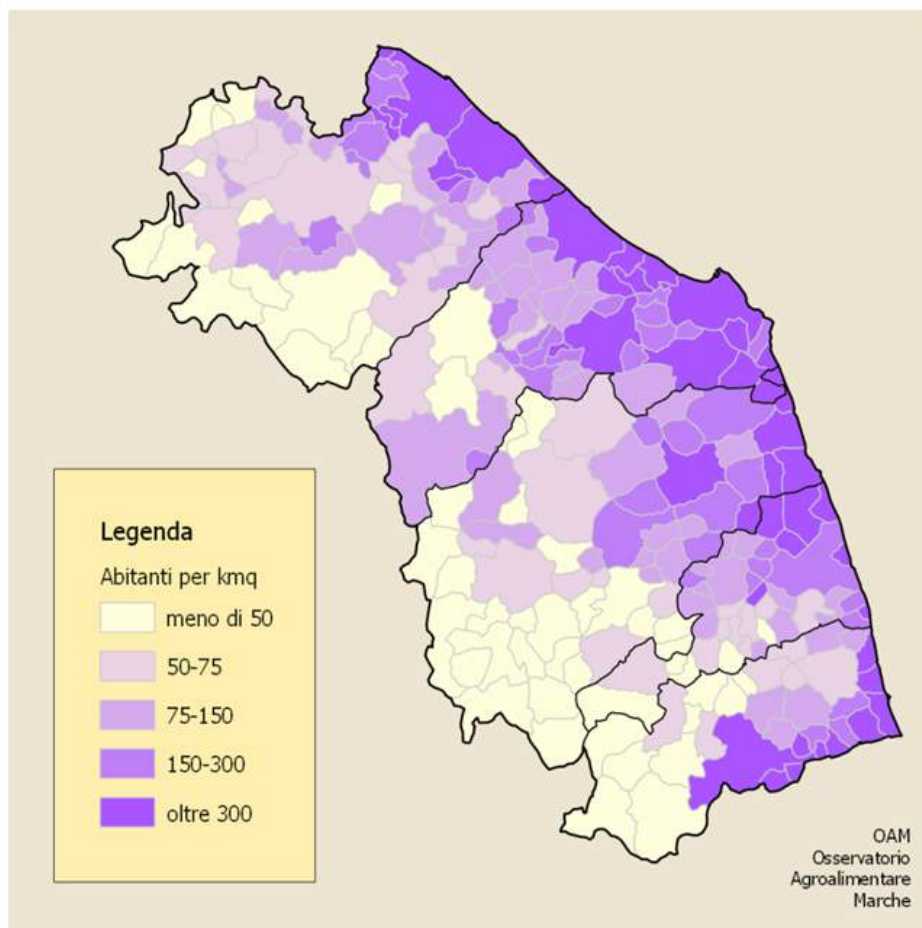 Legenda
Abitanti per kmq
meno di 50
50-75
75-150
150-300
oltre 300
OAM
Osservatorio
Agroalimentare
Marche